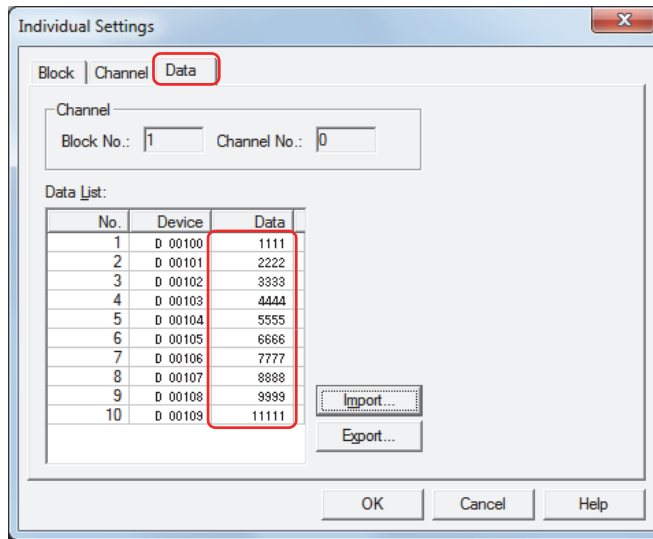 Individual Settings
Block Channel Data
Channel
Block No.: 1 Channel No.: 0
Data List:
No. Device Data
1 D 00100 1111
2 D 00101 2222
3 D 00102 3333
4 D 00103 4444
5 D 00104 5555
6 D 00105 6666
7 D 00106 7777
8 D 00107 8888
9 D 00108 9999
10 D 00109 11111
Import...
Export...
OK Cancel Help